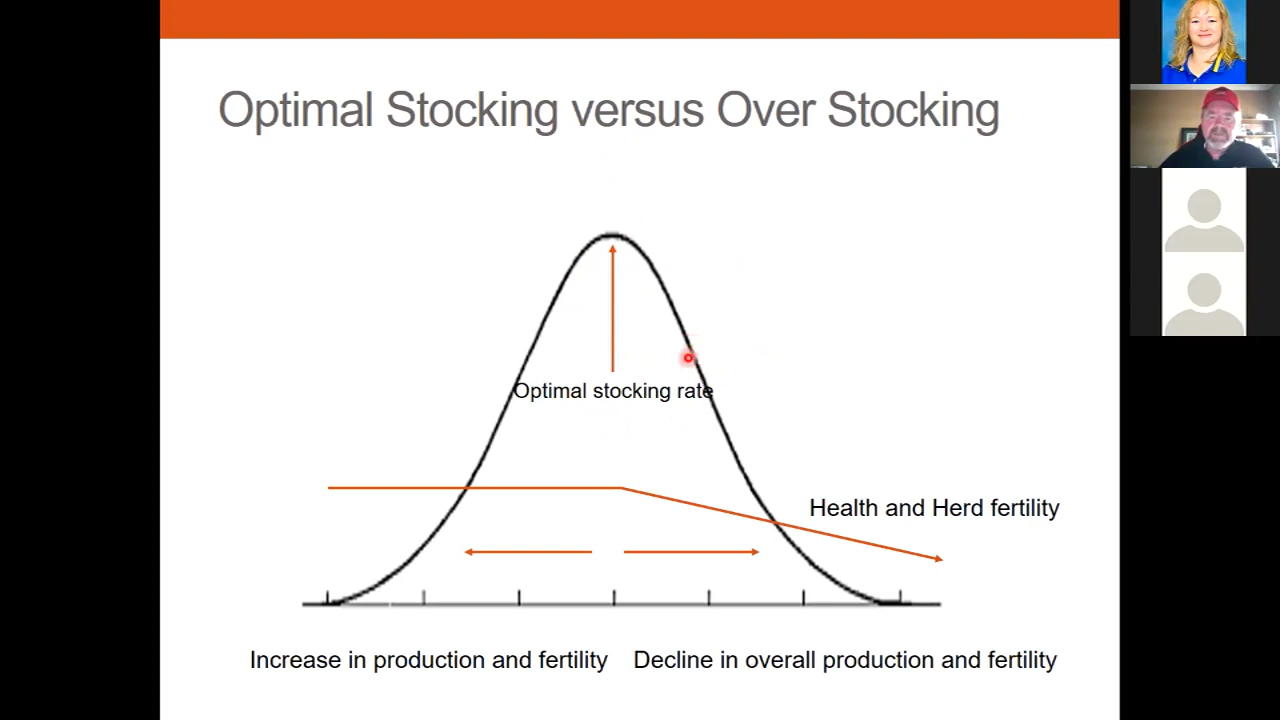 Optimal Stocking versus Over Stocking
Optimal stocking rate
Health and Herd fertility
Increase in production and fertility
Decline in overall production and fertility